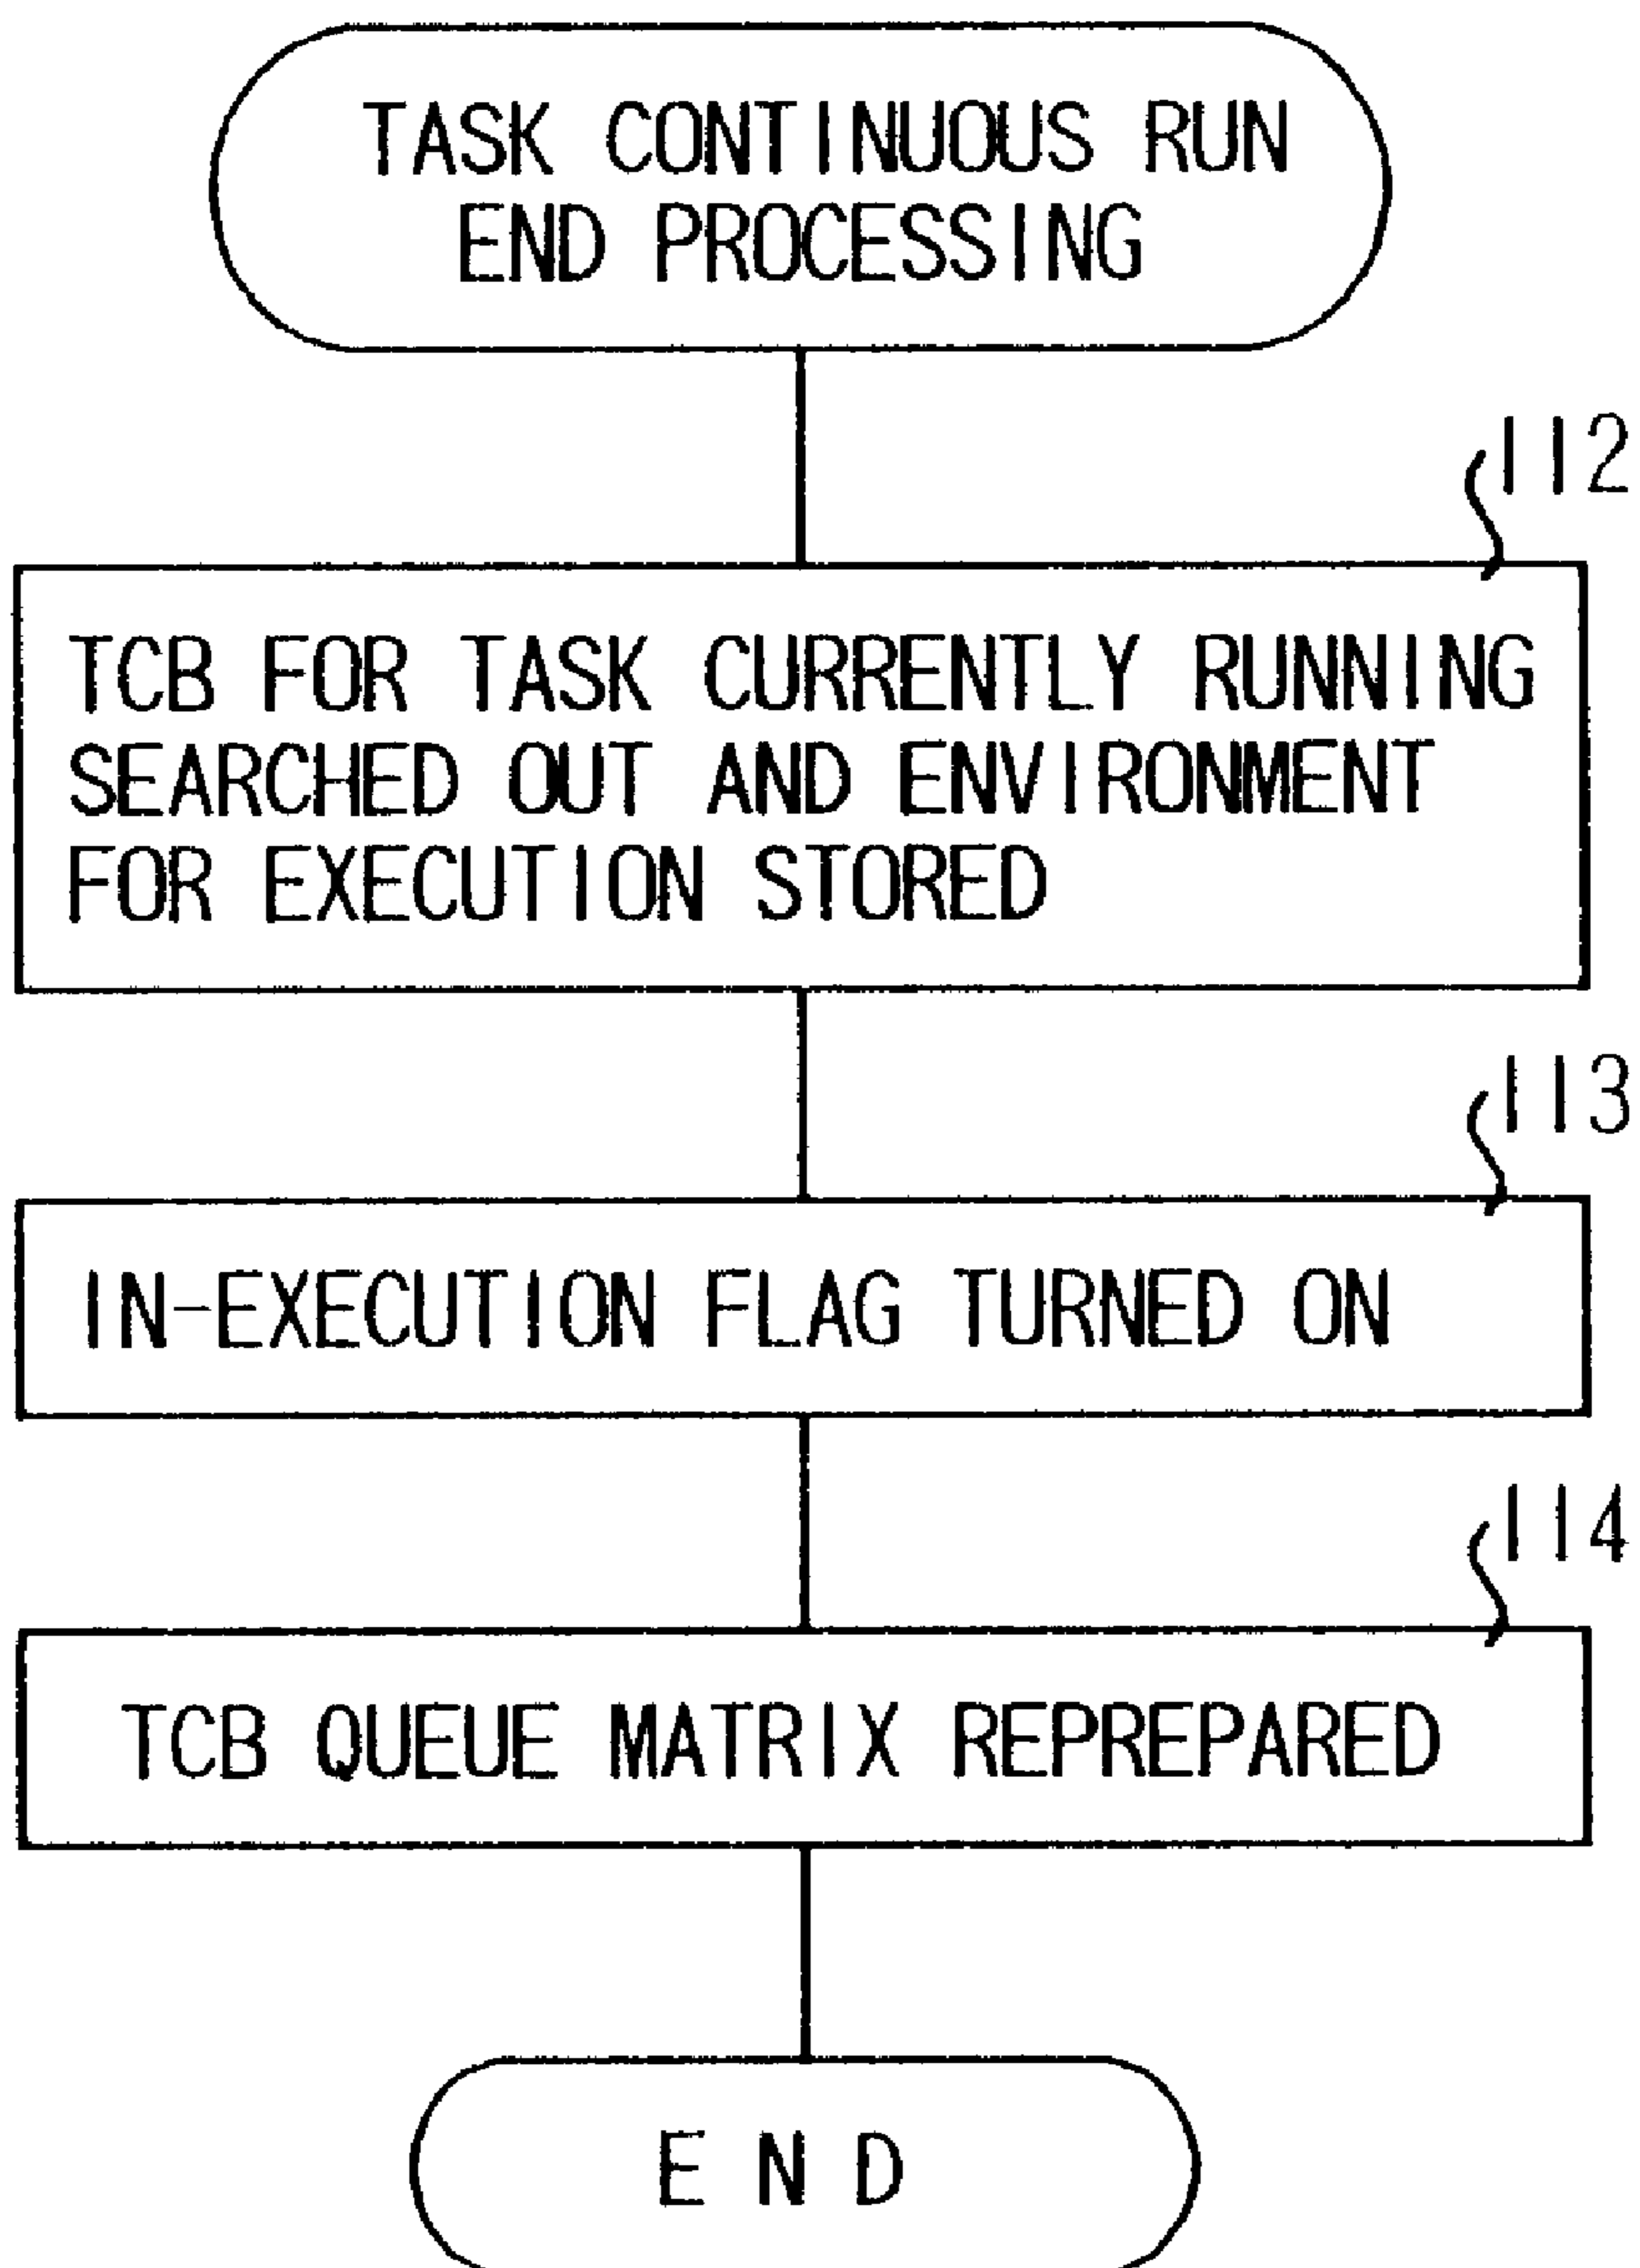 TASK CONTINUOUS RUN
END PROCESSING
112
TCB FOR TASK CURRENTLY RUNNING
SEARCHED OUT AND ENVIRONMENT
FOR EXECUTION STORED
113
IN-EXECUTION FLAG TURNED ON
114
TCB QUEUE MATRIX REPREPARED
END